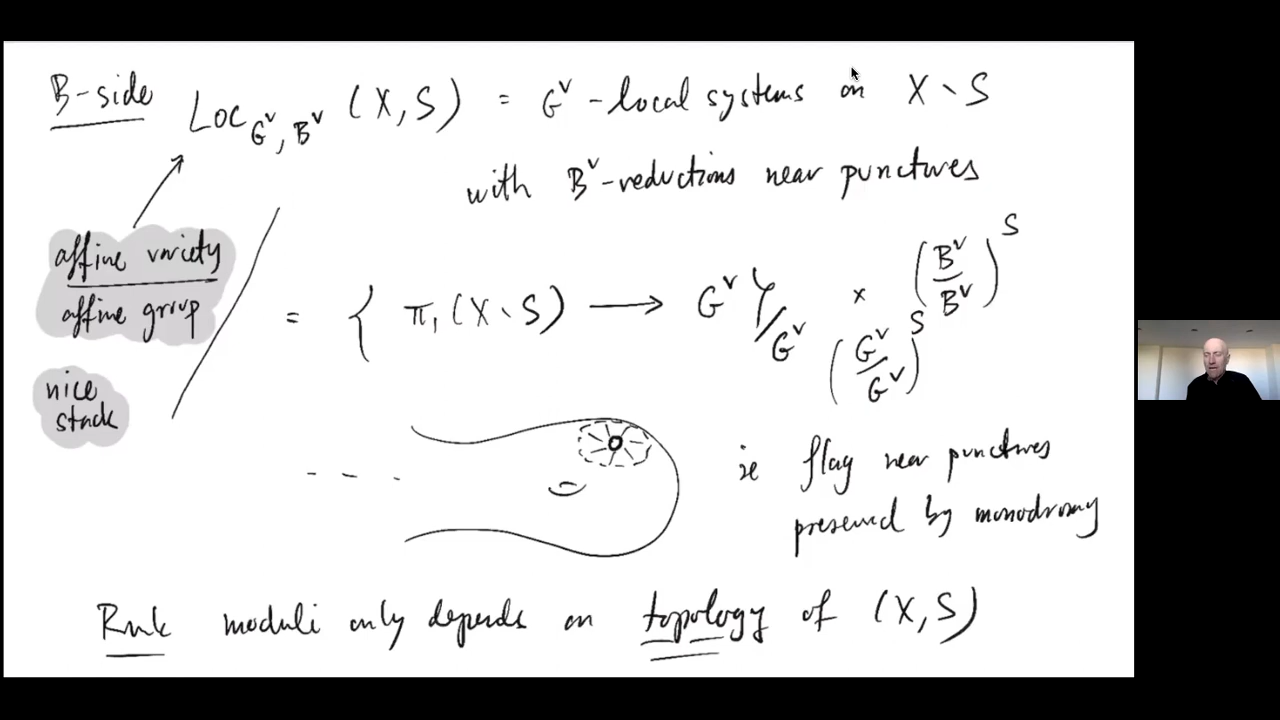 B-side Loc_{G^∨, B^∨} (X, S) = G^∨-local systems on X \ S
with B^∨-reductions near punctures
affine variety
affine group
nice
stack
= { π_1(X \ S) ⟶ G^∨ } / G^∨ × _{(G^∨/G^∨)^S} (B^∨/B^∨)^S
ie flag near punctures
preserved by monodromy
Rmk moduli only depends on topology of (X, S)